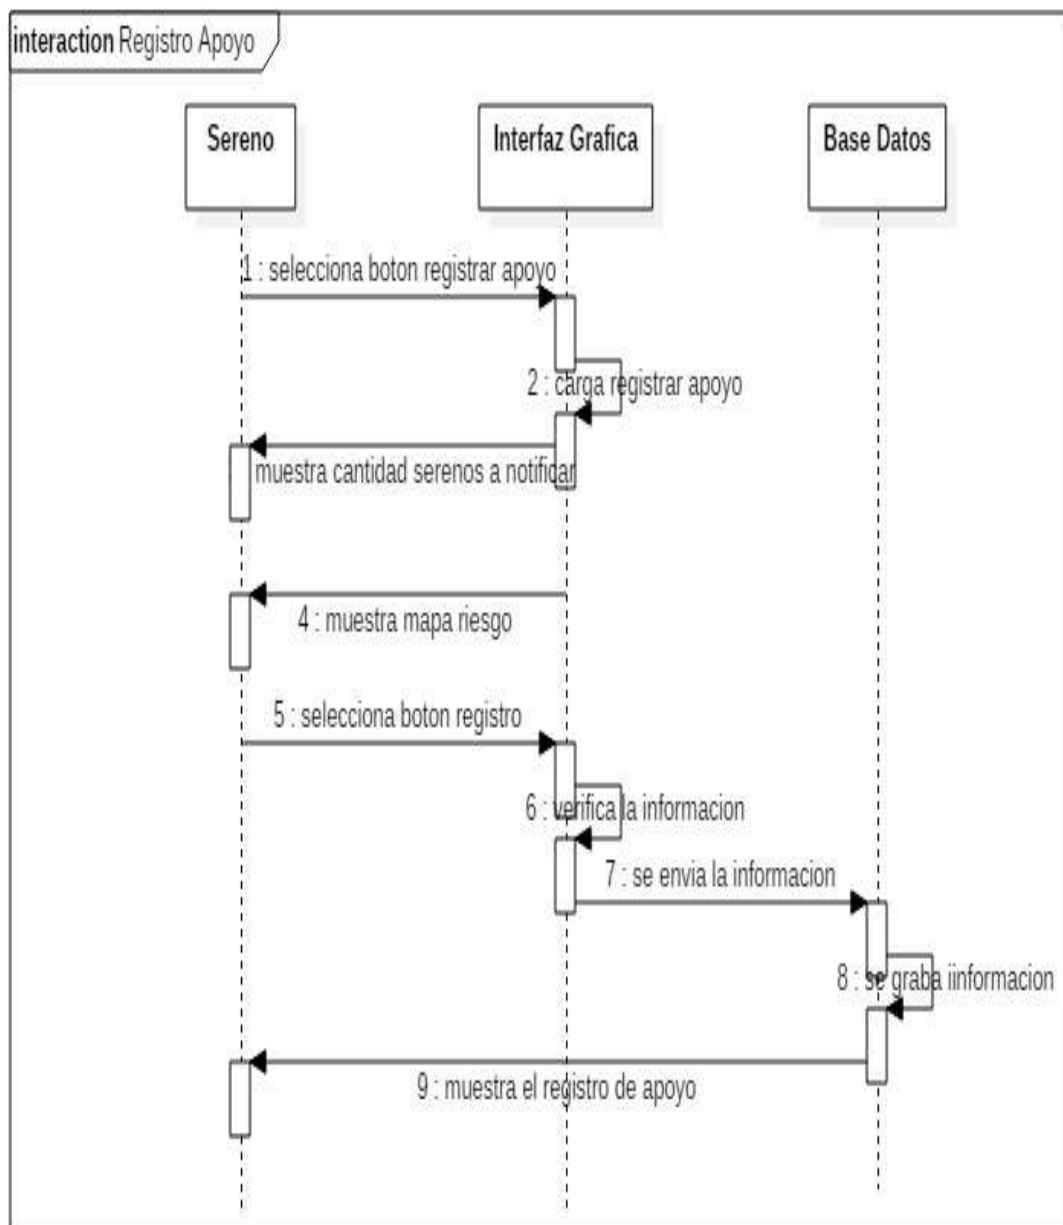 interaction Registro Apoyo
Sereno
Interfaz Grafica
Base Datos
1 : selecciona boton registrar apoyo
2 : carga registrar apoyo
muestra cantidad serenos a notificar
4 : muestra mapa riesgo
5 : selecciona boton registro
6 : verifica la informacion
7 : se envia la informacion
8 : se graba iinformacion
9 : muestra el registro de apoyo